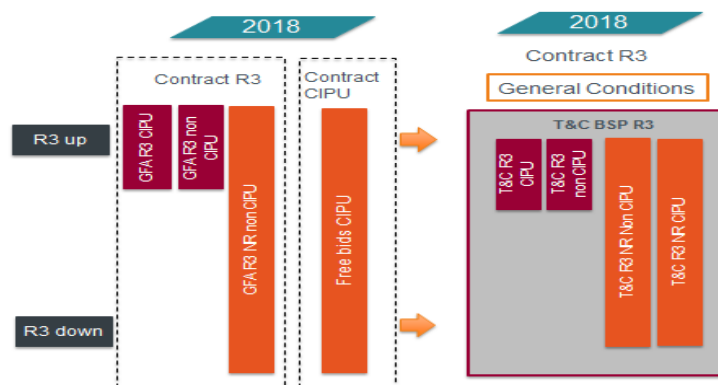 2018
2018
Contract R3
Contract
CIPU
Contract R3
General Conditions
T&C BSP R3
R3 up
R3 down
GFA R3 CIPU
GFA R3 non
CIPU
GFA R3 NR nonCIPU
Free bids CIPU
T&C R3
CIPU
T&C R3
non CIPU
T&C R3 NR Non CIPU
T&C R3 NR CIPU